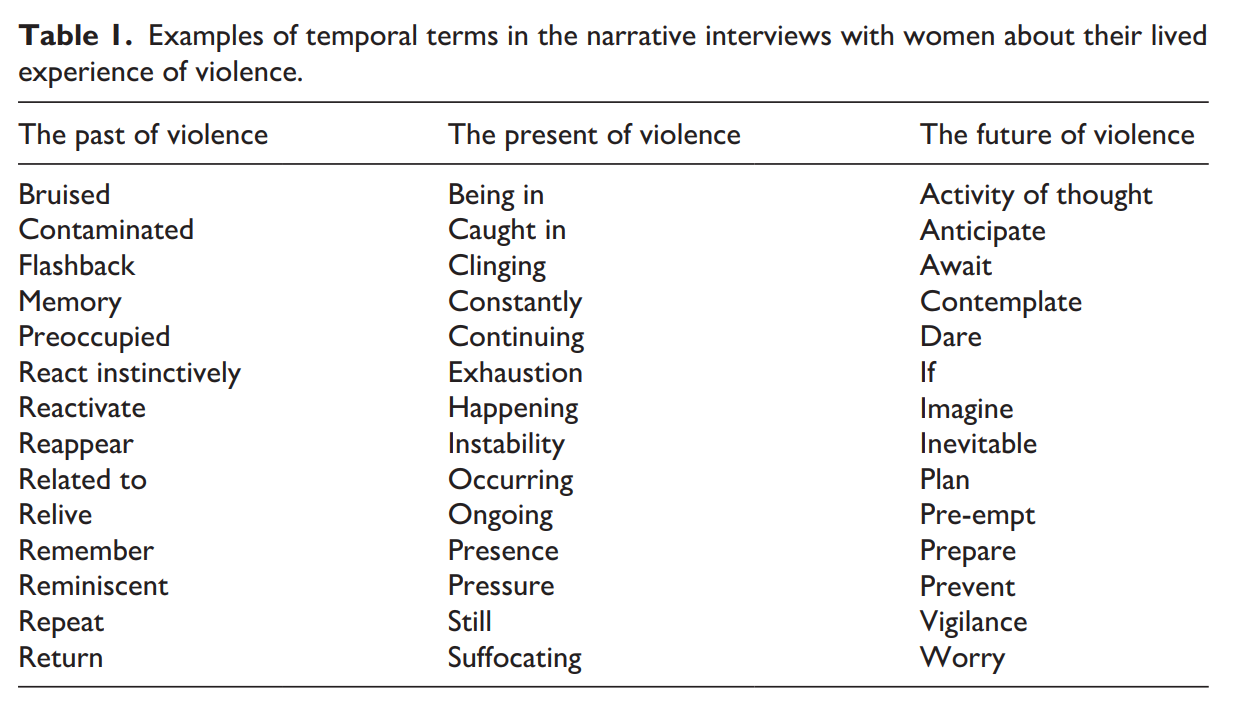 Table 1. Examples of temporal terms in the narrative interviews with women about their lived
experience of violence.
The past of violence The present of violence The future of violence
Bruised Being in Activity of thought
Contaminated Caught in Anticipate
Flashback Clinging Await
Memory Constantly Contemplate
Preoccupied Continuing Dare
React instinctively Exhaustion If
Reactivate Happening Imagine
Reappear Instability Inevitable
Related to Occurring Plan
Relive Ongoing Pre-empt
Remember Presence Prepare
Reminiscent Pressure Prevent
Repeat Still Vigilance
Return Suffocating Worry